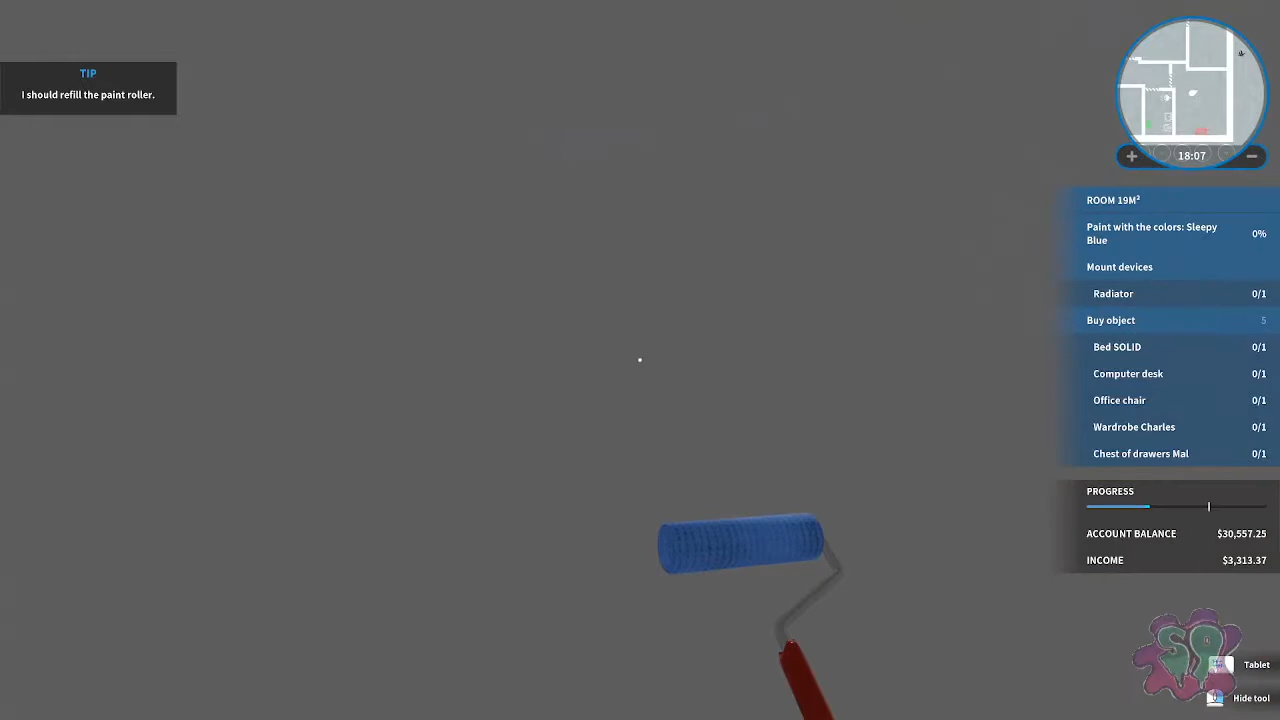 TIP
I should refill the paint roller.
18:07
ROOM 19M²
Paint with the colors: Sleepy
Blue
0%
Mount devices
Radiator 0/1
Buy object 5
Bed SOLID 0/1
Computer desk 0/1
Office chair 0/1
Wardrobe Charles 0/1
Chest of drawers Mal 0/1
PROGRESS
ACCOUNT BALANCE $30,557.25
INCOME $3,313.37
Tablet
Hide tool